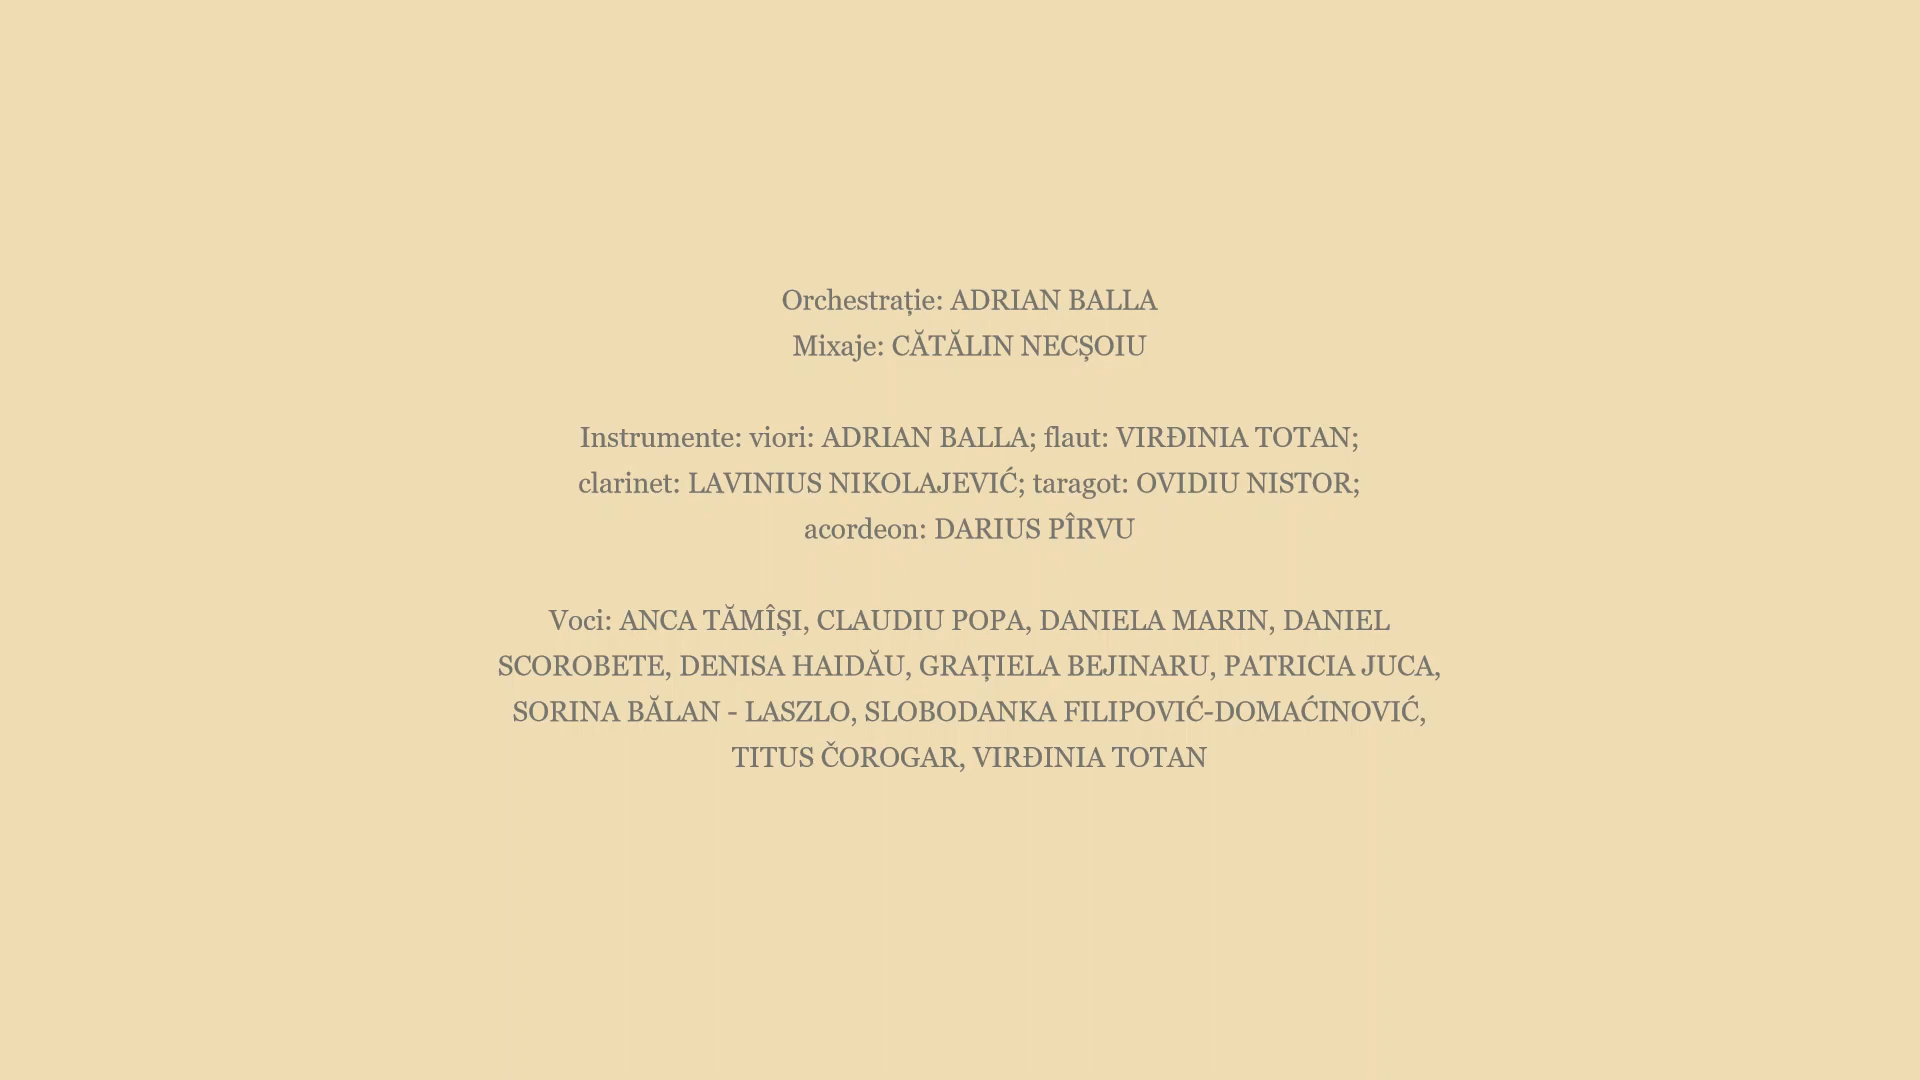 Orchestrație: ADRIAN BALLA
Mixaje: CĂTĂLIN NECȘOIU
Instrumente: viori: ADRIAN BALLA; flaut: VIRĐINIA TOTAN;
clarinet: LAVINIUS NIKOLAJEVIĆ; taragot: OVIDIU NISTOR;
acordeon: DARIUS PÎRVU
Voci: ANCA TĂMÎȘI, CLAUDIU POPA, DANIELA MARIN, DANIEL
SCOROBETE, DENISA HAIDĂU, GRAȚIELA BEJINARU, PATRICIA JUCA,
SORINA BĂLAN - LASZLO, SLOBODANKA FILIPOVIĆ-DOMAĆINOVIĆ,
TITUS ČOROGAR, VIRĐINIA TOTAN